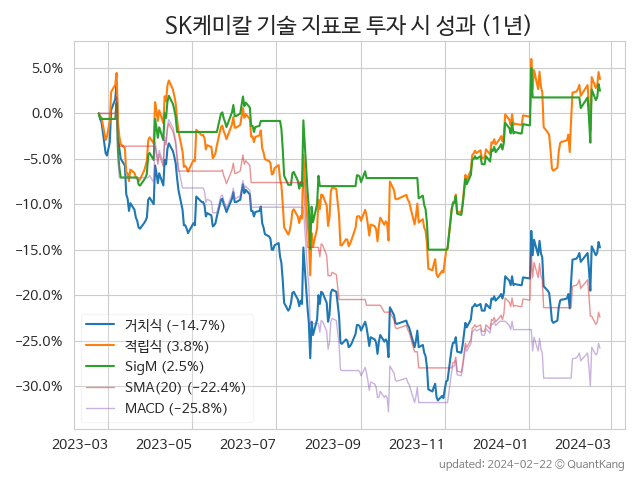 SK케미칼 기술 지표로 투자 시 성과 (1년)
5.0%
0.0%
−5.0%
−10.0%
−15.0%
−20.0%
−25.0%
−30.0%
거치식 (−14.7%)
적립식 (3.8%)
SigM (2.5%)
SMA(20) (−22.4%)
MACD (−25.8%)
2023-03 2023-05 2023-07 2023-09 2023-11 2024-01 2024-03
updated: 2024-02-22 © QuantKang